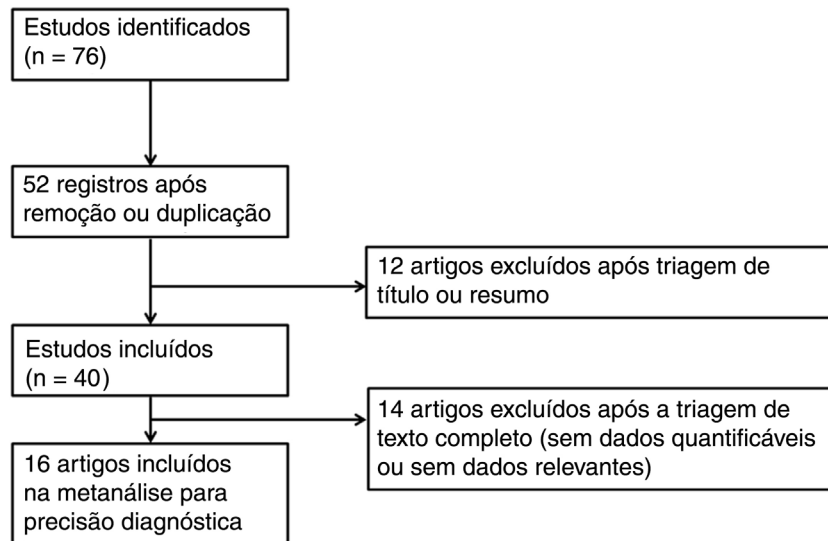 Estudos identificados
(n = 76)
52 registros após
remoção ou duplicação
12 artigos excluídos após triagem de
título ou resumo
Estudos incluídos
(n = 40)
14 artigos excluídos após a triagem de
texto completo (sem dados quantificáveis
ou sem dados relevantes)
16 artigos incluídos
na metanálise para
precisão diagnóstica